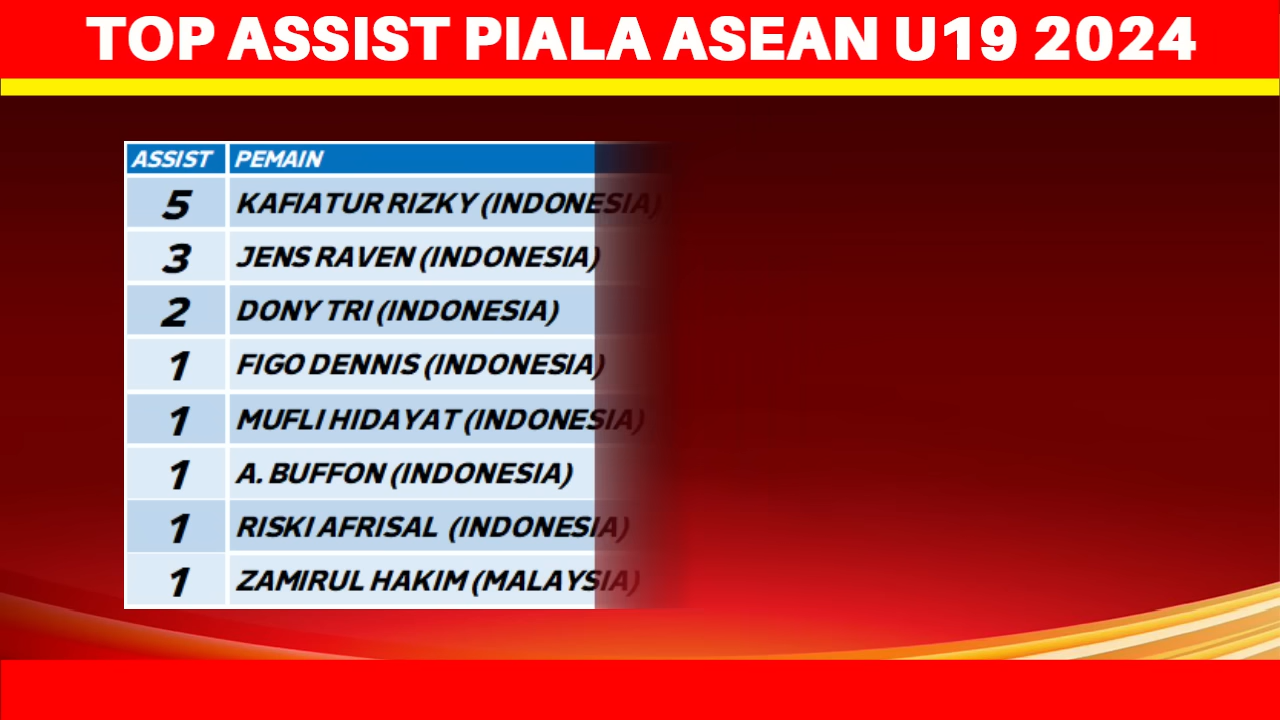 TOP ASSIST PIALA ASEAN U19 2024
ASSIST PEMAIN
5 KAFIATUR RIZKY (INDONESIA)
3 JENS RAVEN (INDONESIA)
2 DONY TRI (INDONESIA)
1 FIGO DENNIS (INDONESIA)
1 MUFLI HIDAYAT (INDONESIA)
1 A. BUFFON (INDONESIA)
1 RISKI AFRISAL (INDONESIA)
1 ZAMIRUL HAKIM (MALAYSIA)